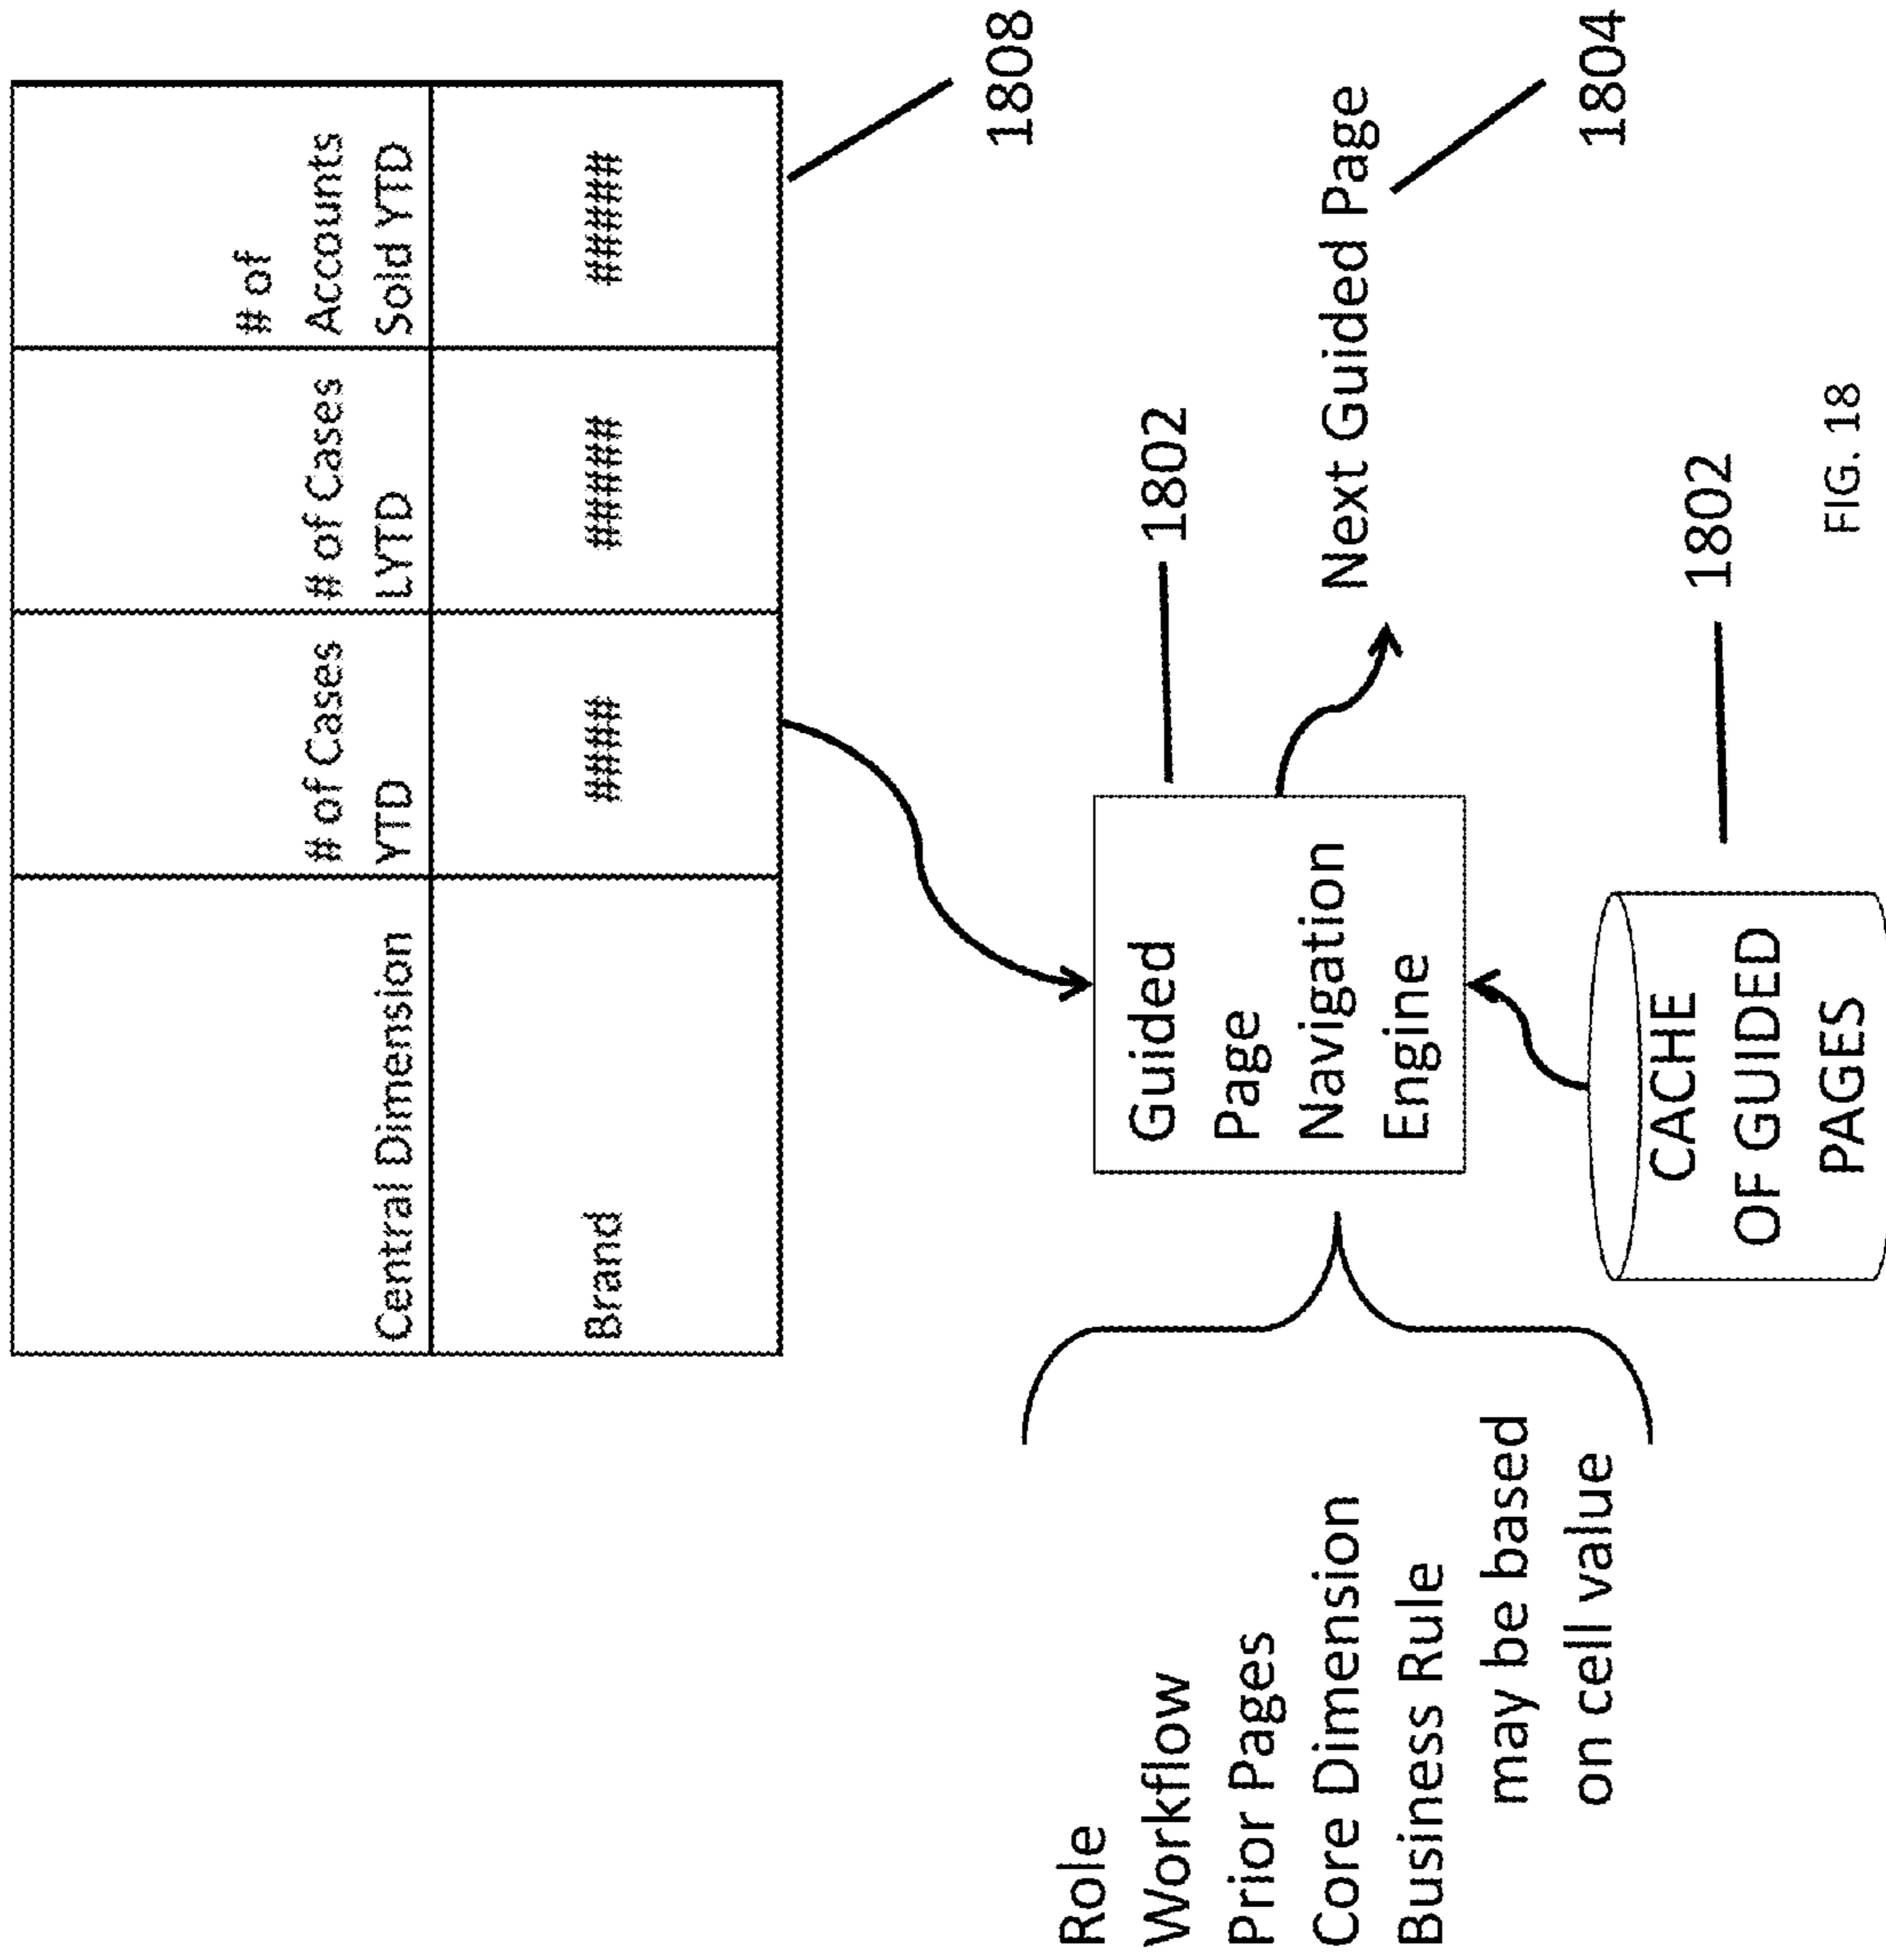 Central Dimension
# of Cases
YTD
# of Cases
LYTD
# of
Accounts
Sold YTD
Brand
####
#####
#####
1808
Role
Workflow
Prior Pages
Core Dimension
Business Rule
may be based
on cell value
Guided
Page
Navigation
Engine
1802
Next Guided Page
1804
CACHE
OF GUIDED
PAGES
1802
FIG. 18